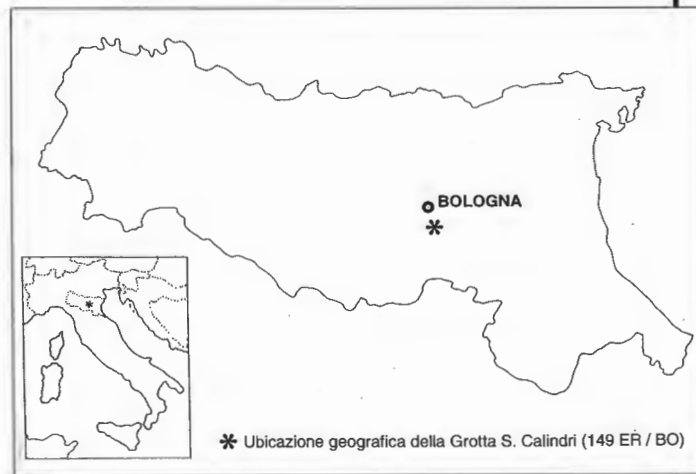 BOLOGNA
* Ubicazione geografica della Grotta S. Calindri (149 ER / BO)